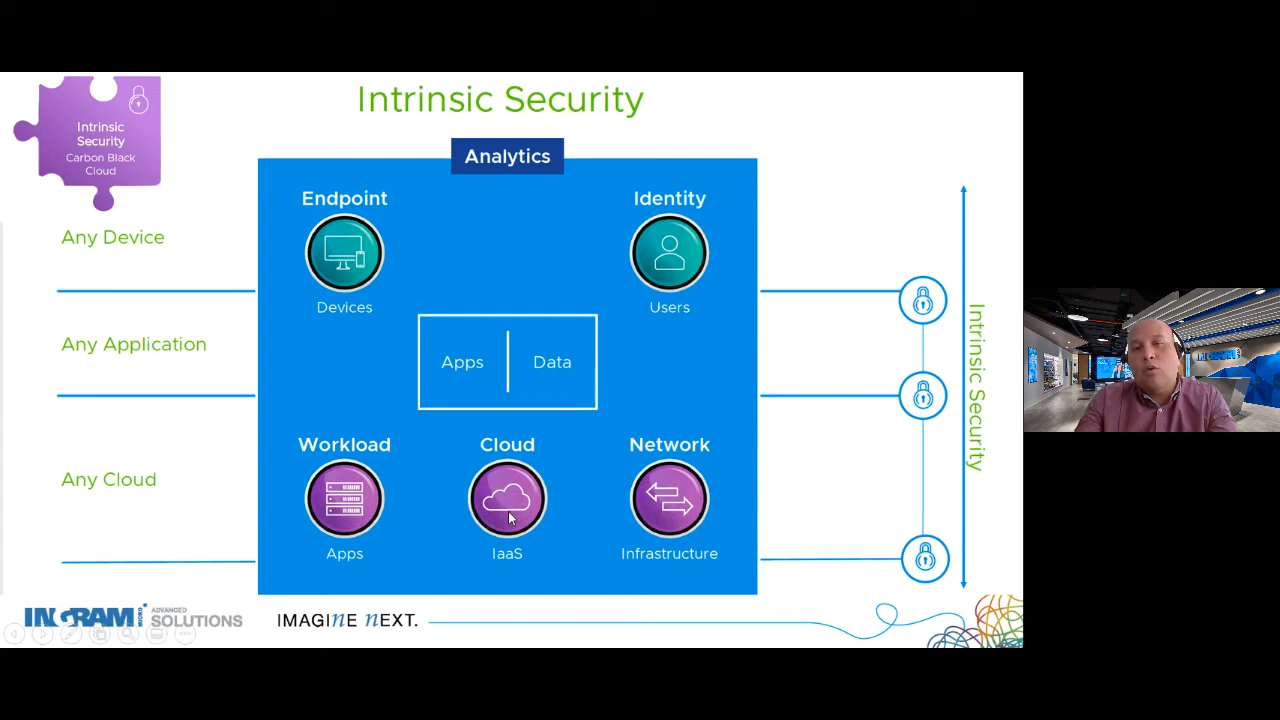 Intrinsic Security
Intrinsic
Security
Carbon Black
Cloud
Analytics
Endpoint
Identity
Any Device
Devices
Users
Any Application
Apps
Data
Intrinsic Security
Workload
Cloud
Network
Any Cloud
Apps
IaaS
Infrastructure
INGRAM MICRO ADVANCED
SOLUTIONS
IMAGINE NEXT.